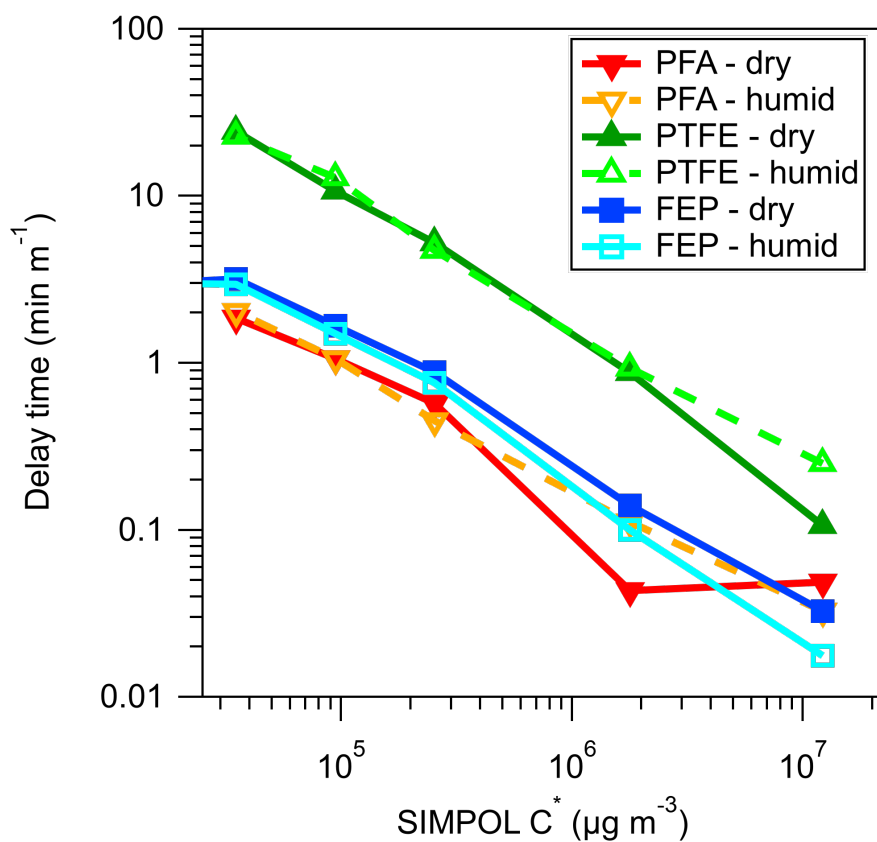 100
10
1
0.1
0.01
Delay time (min m⁻¹)
PFA - dry
PFA - humid
PTFE - dry
PTFE - humid
FEP - dry
FEP - humid
10⁵
10⁶
10⁷
SIMPOL C* (µg m⁻³)